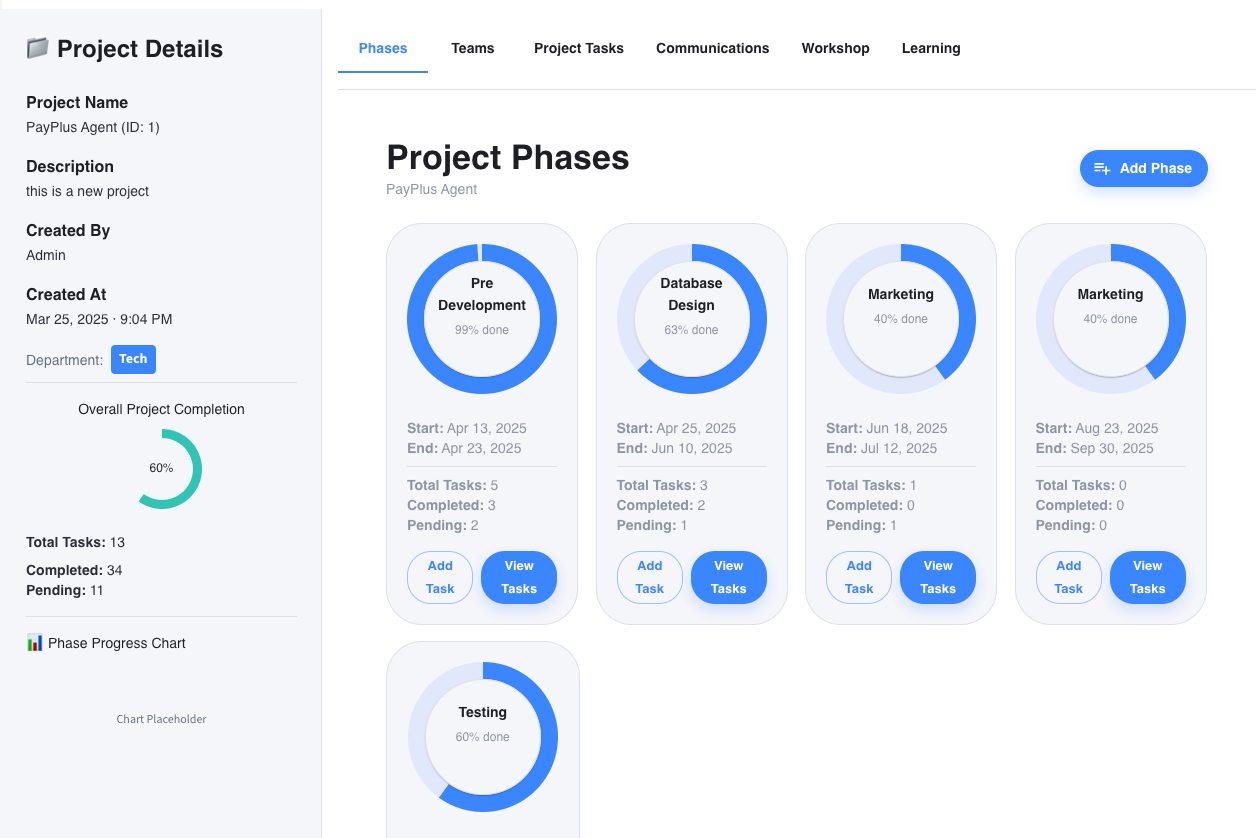 Project Details
Project Name
PayPlus Agent (ID: 1)
Description
this is a new project
Created By
Admin
Created At
Mar 25, 2025 · 9:04 PM
Department: Tech
Overall Project Completion
60%
Total Tasks: 13
Completed: 34
Pending: 11
Phase Progress Chart
Chart Placeholder
Phases Teams Project Tasks Communications Workshop Learning
Project Phases
PayPlus Agent
Add Phase
Pre
Development
99% done
Start: Apr 13, 2025
End: Apr 23, 2025
Total Tasks: 5
Completed: 3
Pending: 2
Add
Task
View
Tasks
Database
Design
63% done
Start: Apr 25, 2025
End: Jun 10, 2025
Total Tasks: 3
Completed: 2
Pending: 1
Add
Task
View
Tasks
Marketing
40% done
Start: Jun 18, 2025
End: Jul 12, 2025
Total Tasks: 1
Completed: 0
Pending: 1
Add
Task
View
Tasks
Marketing
40% done
Start: Aug 23, 2025
End: Sep 30, 2025
Total Tasks: 0
Completed: 0
Pending: 0
Add
Task
View
Tasks
Testing
60% done